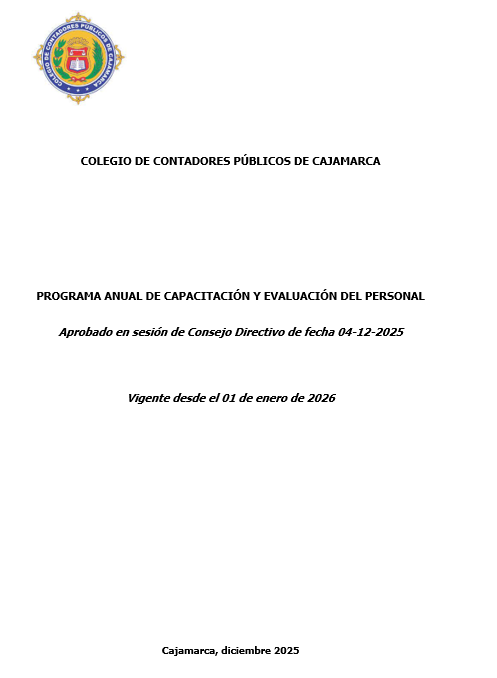 COLEGIO DE CONTADORES PÚBLICOS DE CAJAMARCA
COLEGIO DE CONTADORES PÚBLICOS DE CAJAMARCA
PROGRAMA ANUAL DE CAPACITACIÓN Y EVALUACIÓN DEL PERSONAL
Aprobado en sesión de Consejo Directivo de fecha 04-12-2025
Vigente desde el 01 de enero de 2026
Cajamarca, diciembre 2025